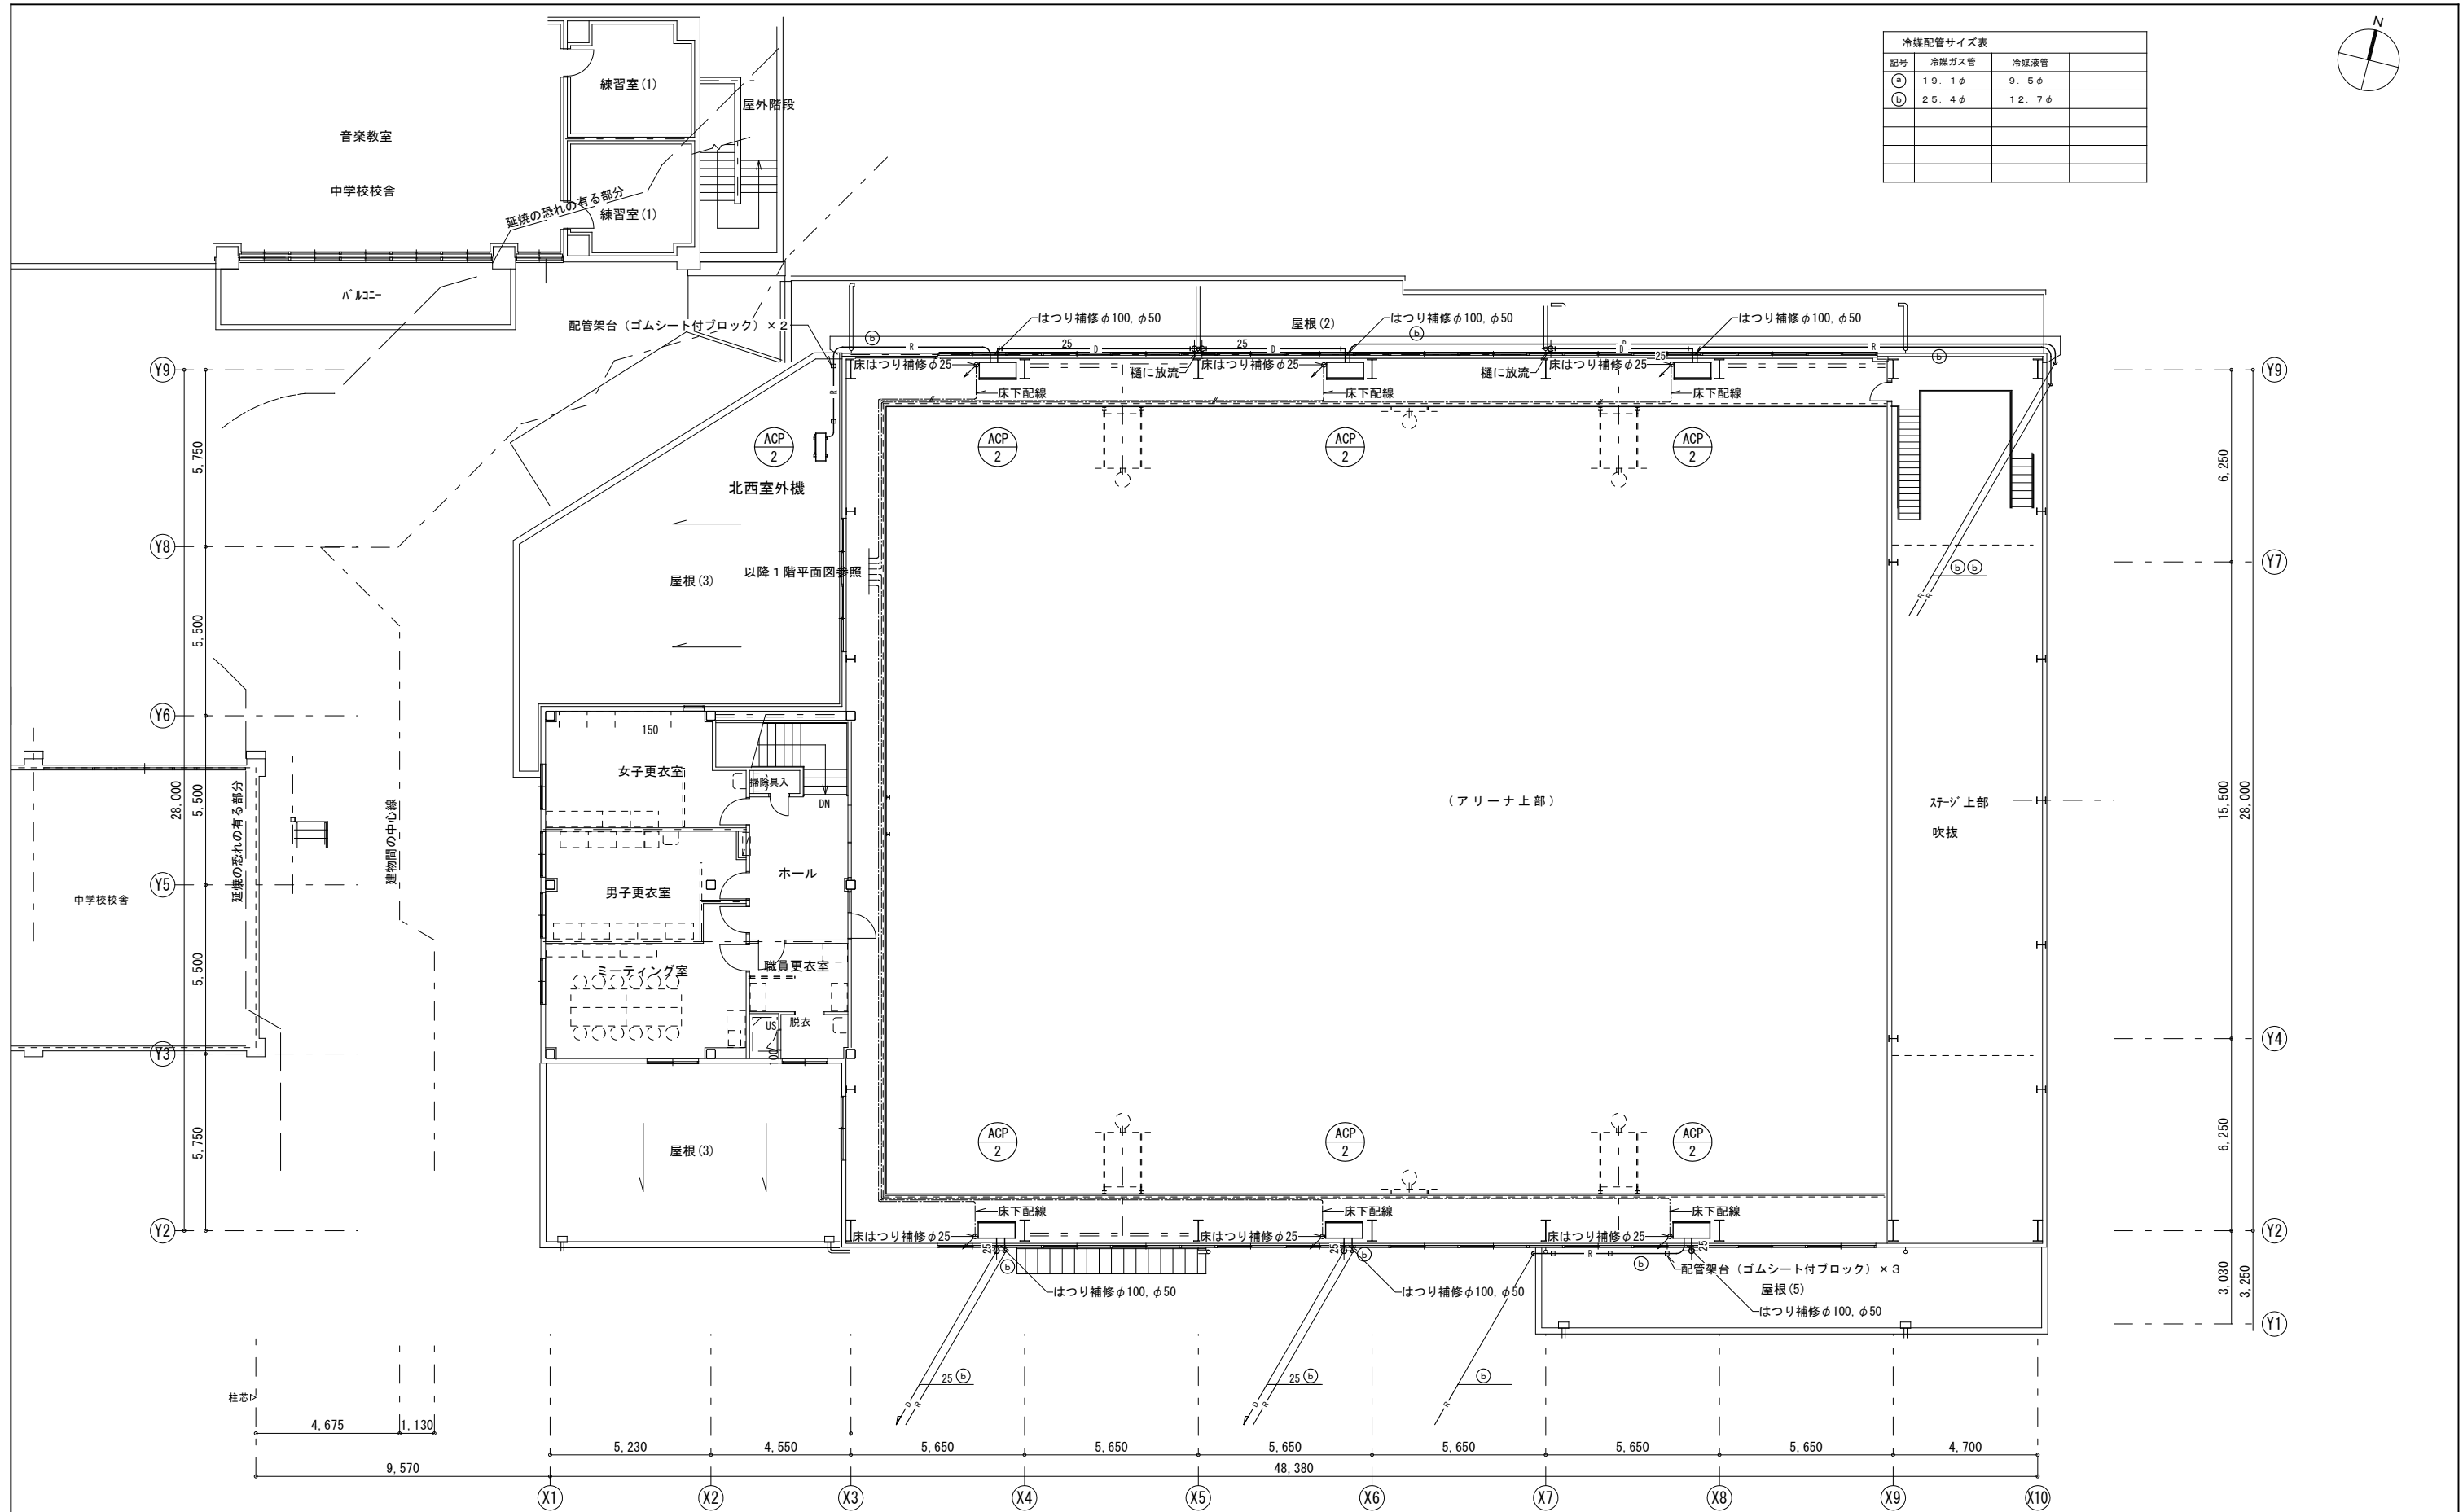 N
冷媒配管サイズ表
記号 冷媒ガス管 冷媒液管
a 19.1φ 9.5φ
b 25.4φ 12.7φ
練習室(1)
屋外階段
音楽教室
中学校校舎
延焼の恐れの有る部分
練習室(1)
バルコニー
配管架台(ゴムシート付ブロック)×2
b
はつり補修φ100,φ50
屋根(2)
はつり補修φ100,φ50
b
はつり補修φ100,φ50
R 25 D 25 D D R R
25
b
Y9
床はつり補修φ25
樋に放流
床はつり補修φ25
樋に放流
床はつり補修φ25
Y9
R
床下配線
床下配線
床下配線
ACP 2
ACP 2
ACP 2
ACP 2
5,750
6,250
北西室外機
Y8
屋根(3)
以降1階平面図参照
b b
Y7
R R
5,500
Y6
150
女子更衣室
掃除具入
DN
28,000
5,500
延焼の恐れの有る部分
建物間の中心線
(アリーナ上部)
ステージ上部
吹抜
15,500
28,000
Y5
中学校校舎
男子更衣室
ホール
5,500
ミーティング室
職員更衣室
US
脱衣
100
Y3
Y4
5,750
屋根(3)
ACP 2
ACP 2
ACP 2
6,250
Y2
床下配線
床下配線
床下配線
Y2
床はつり補修φ25
25
床はつり補修φ25
25
床はつり補修φ25
25
b
b
R
b
配管架台(ゴムシート付ブロック)×3
屋根(5)
はつり補修φ100,φ50
はつり補修φ100,φ50
はつり補修φ100,φ50
3,030
3,250
Y1
25 b
25 b
b
D R
D R
R
柱芯
4,675 1,130
5,230 4,550 5,650 5,650 5,650 5,650 5,650 5,650 4,700
9,570 48,380
X1 X2 X3 X4 X5 X6 X7 X8 X9 X10